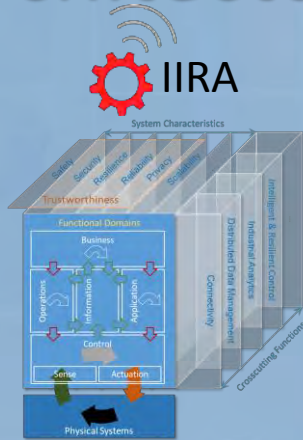 IIRA
System Characteristics
Safety
Security
Resilience
Reliability
Privacy
Scalability
Trustworthiness
Functional Domains
Business
Operations
Information
Application
Control
Sense
Actuation
Physical Systems
Connectivity
Distributed Data Management
Industrial Analytics
Intelligent & Resilient Control
Crosscutting Functions